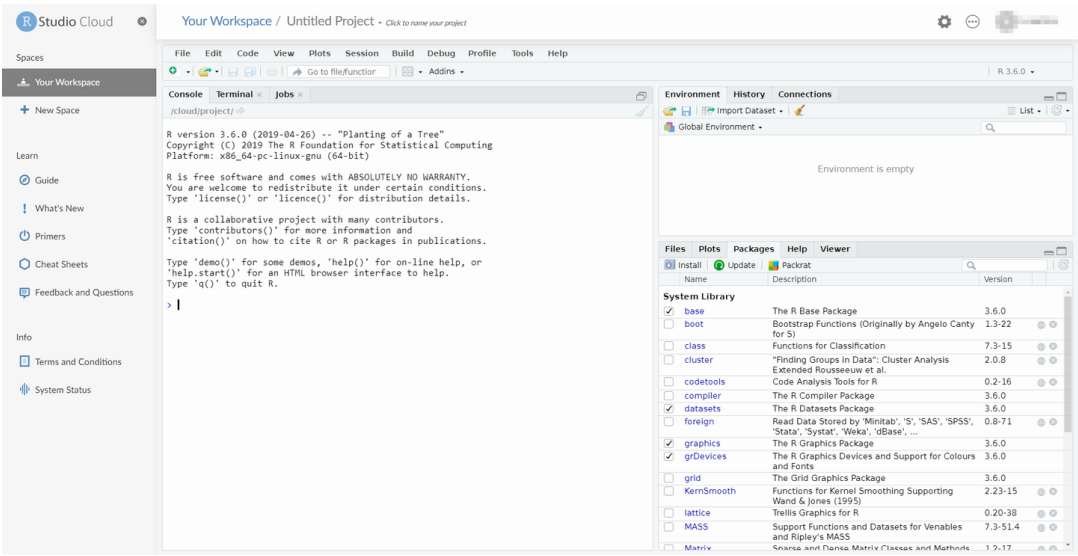 R Studio Cloud
Your Workspace / Untitled Project - Click to name your project
Spaces
Your Workspace
New Space
Learn
Guide
What's New
Primers
Cheat Sheets
Feedback and Questions
Info
Terms and Conditions
System Status
File Edit Code View Plots Session Build Debug Profile Tools Help
Go to file/function Addins R 3.6.0
Console Terminal × Jobs ×
/cloud/project/
R version 3.6.0 (2019-04-26) -- "Planting of a Tree"
Copyright (C) 2019 The R Foundation for Statistical Computing
Platform: x86_64-pc-linux-gnu (64-bit)
R is free software and comes with ABSOLUTELY NO WARRANTY.
You are welcome to redistribute it under certain conditions.
Type 'license()' or 'licence()' for distribution details.
R is a collaborative project with many contributors.
Type 'contributors()' for more information and
'citation()' on how to cite R or R packages in publications.
Type 'demo()' for some demos, 'help()' for on-line help, or
'help.start()' for an HTML browser interface to help.
Type 'q()' to quit R.
>
Environment History Connections
Import Dataset List
Global Environment
Environment is empty
Files Plots Packages Help Viewer
Install Update Packrat
Name Description Version
System Library
base The R Base Package 3.6.0
boot Bootstrap Functions (Originally by Angelo Canty 1.3-22
for S)
class Functions for Classification 7.3-15
cluster "Finding Groups in Data": Cluster Analysis 2.0.8
Extended Rousseeuw et al.
codetools Code Analysis Tools for R 0.2-16
compiler The R Compiler Package 3.6.0
datasets The R Datasets Package 3.6.0
foreign Read Data Stored by 'Minitab', 'S', 'SAS', 'SPSS', 0.8-71
'Stata', 'Systat', 'Weka', 'dBase', ...
graphics The R Graphics Package 3.6.0
grDevices The R Graphics Devices and Support for Colours 3.6.0
and Fonts
grid The Grid Graphics Package 3.6.0
KernSmooth Functions for Kernel Smoothing Supporting 2.23-15
Wand & Jones (1995)
lattice Trellis Graphics for R 0.20-38
MASS Support Functions and Datasets for Venables 7.3-51.4
and Ripley's MASS
Matrix Sparse and Dense Matrix Classes and Methods 1.2-17